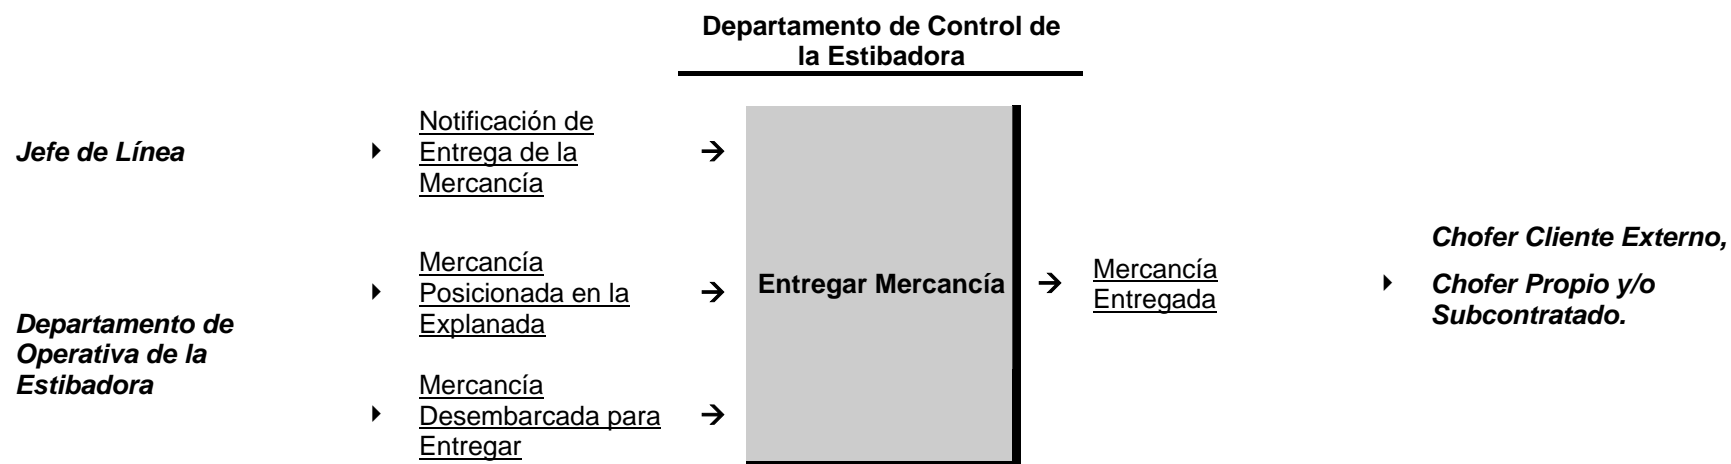 Departamento de Control de
la Estibadora
Jefe de Línea
Notificación de
Entrega de la
Mercancía
Departamento de
Operativa de la
Estibadora
Mercancía
Posicionada en la
Explanada
Mercancía
Desembarcada para
Entregar
Entregar Mercancía
Mercancía
Entregada
Chofer Cliente Externo,
Chofer Propio y/o
Subcontratado.